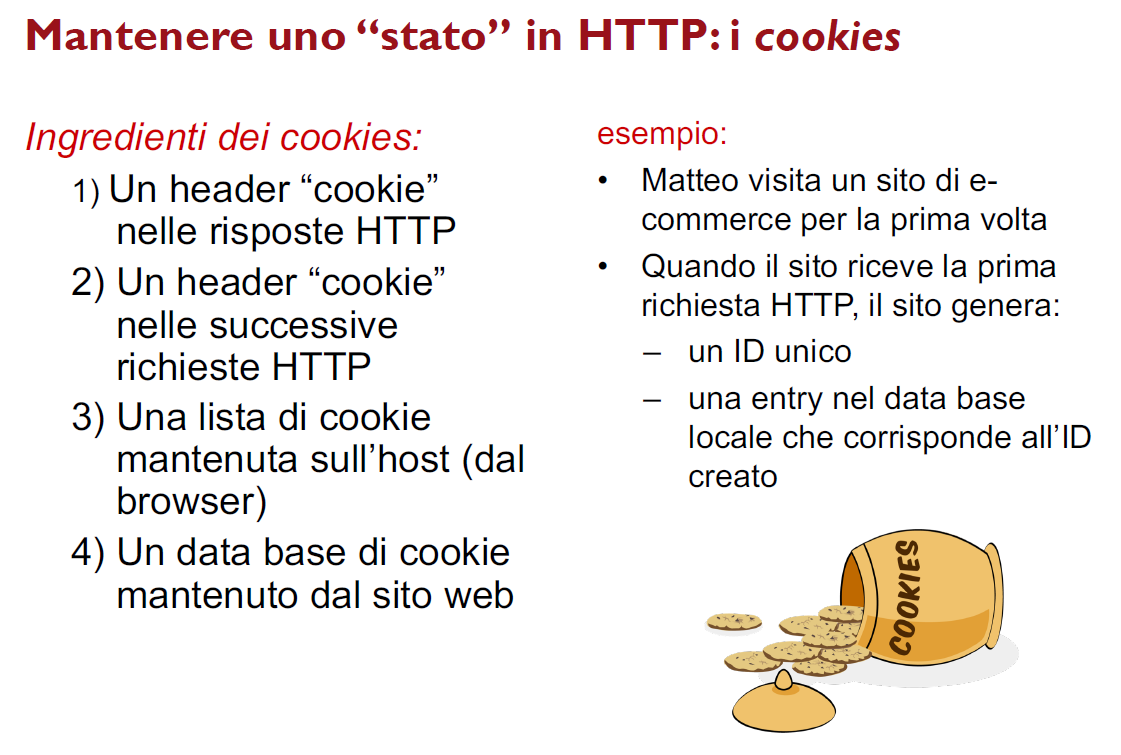 Mantenere uno “stato” in HTTP: i cookies
Ingredienti dei cookies:
1) Un header “cookie”
nelle risposte HTTP
2) Un header “cookie”
nelle successive
richieste HTTP
3) Una lista di cookie
mantenuta sull’host (dal
browser)
4) Un data base di cookie
mantenuto dal sito web
esempio:
• Matteo visita un sito di e-
commerce per la prima volta
• Quando il sito riceve la prima
richiesta HTTP, il sito genera:
– un ID unico
– una entry nel data base
locale che corrisponde all’ID
creato
COOKIES